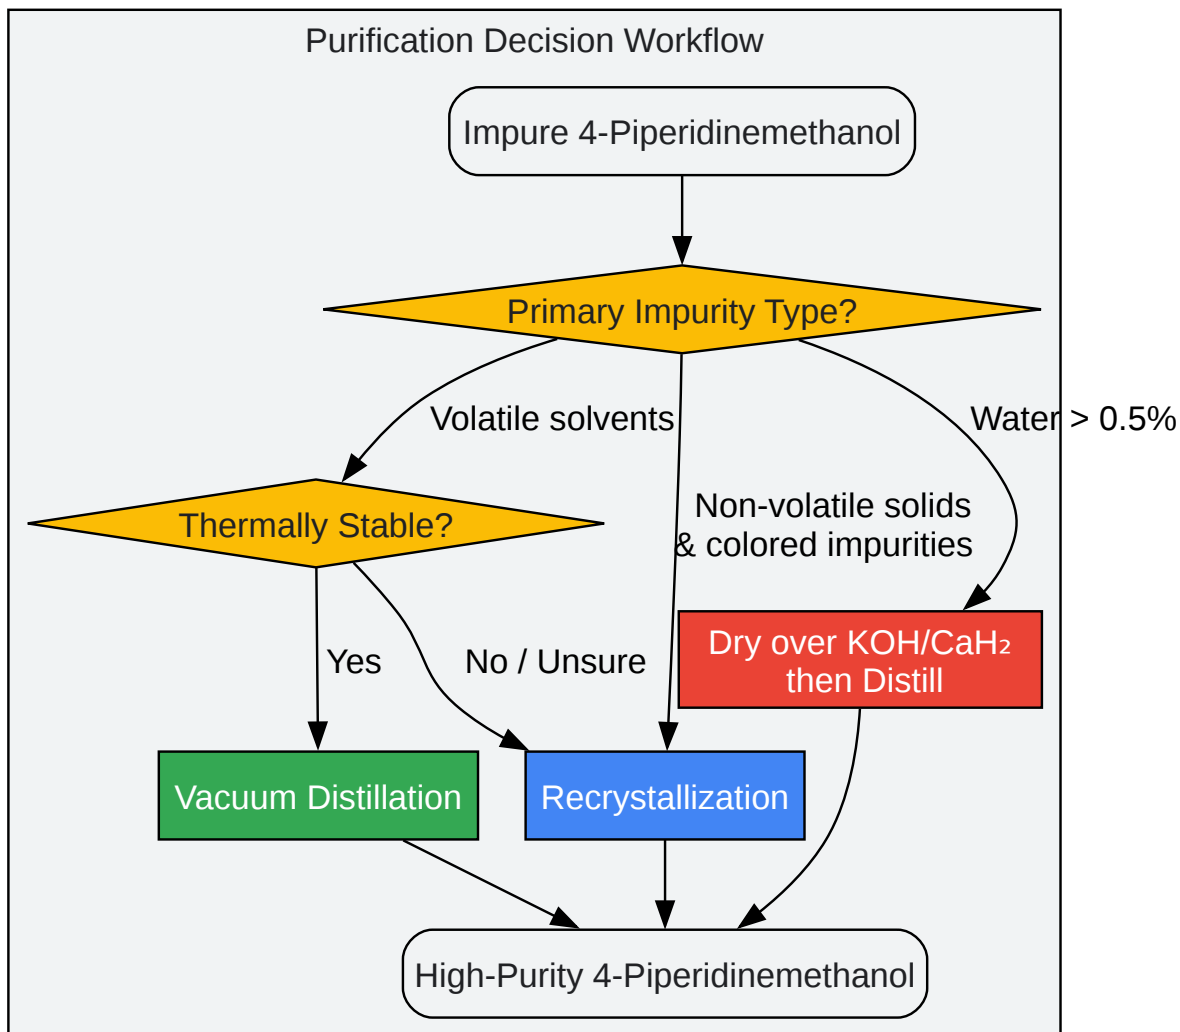 Purification Decision Workflow
Impure 4-Piperidinemethanol
Primary Impurity Type?
Volatile solvents
Water > 0.5%
Non-volatile solids
& colored impurities
Thermally Stable?
Yes
No / Unsure
Dry over KOH/CaH₂
then Distill
Vacuum Distillation
Recrystallization
High-Purity 4-Piperidinemethanol